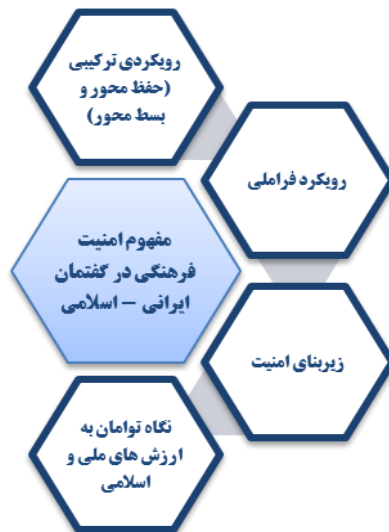 رویکردی ترکیبی
(حفظ محور و
بسط محور)
رویکرد فراملی
مفهوم امنیت
فرهنگی در گفتمان
ایرانی – اسلامی
زیربنای امنیت
نگاه توامان به
ارزش های ملی و
اسلامی